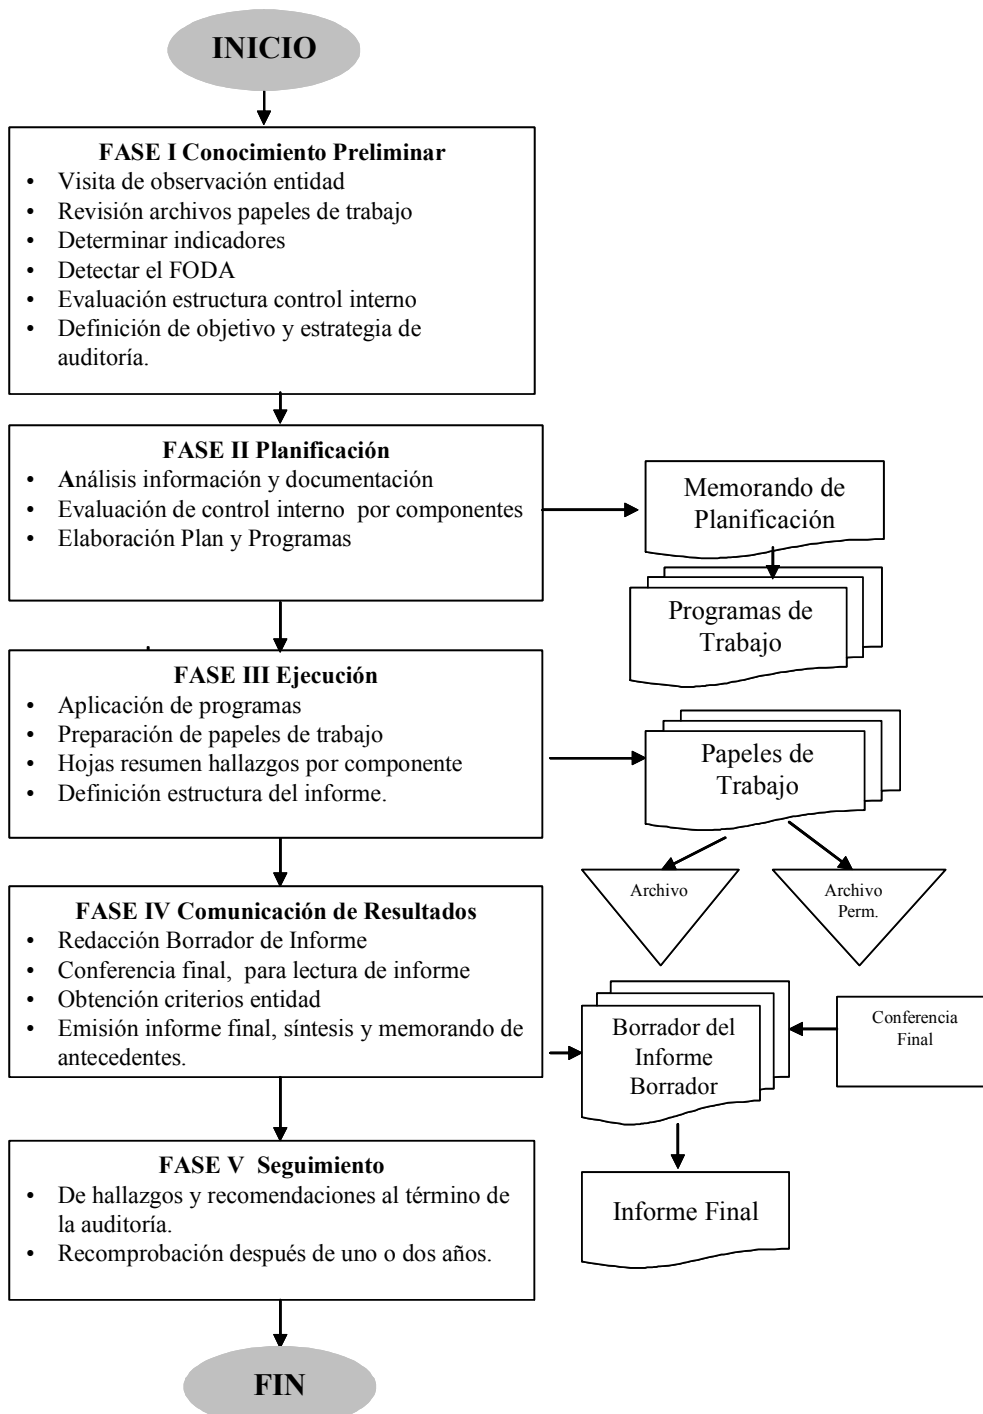 INICIO
FASE I Conocimiento Preliminar
• Visita de observación entidad
• Revisión archivos papeles de trabajo
• Determinar indicadores
• Detectar el FODA
• Evaluación estructura control interno
• Definición de objetivo y estrategia de
auditoría.
FASE II Planificación
• Análisis información y documentación
• Evaluación de control interno por componentes
• Elaboración Plan y Programas
Memorando de
Planificación
Programas de
Trabajo
FASE III Ejecución
• Aplicación de programas
• Preparación de papeles de trabajo
• Hojas resumen hallazgos por componente
• Definición estructura del informe.
Papeles de
Trabajo
Archivo
Archivo
Perm.
FASE IV Comunicación de Resultados
• Redacción Borrador de Informe
• Conferencia final, para lectura de informe
• Obtención criterios entidad
• Emisión informe final, síntesis y memorando de
antecedentes.
Borrador del
Informe
Borrador
Conferencia
Final
FASE V Seguimiento
• De hallazgos y recomendaciones al término de
la auditoría.
• Recomprobación después de uno o dos años.
Informe Final
FIN